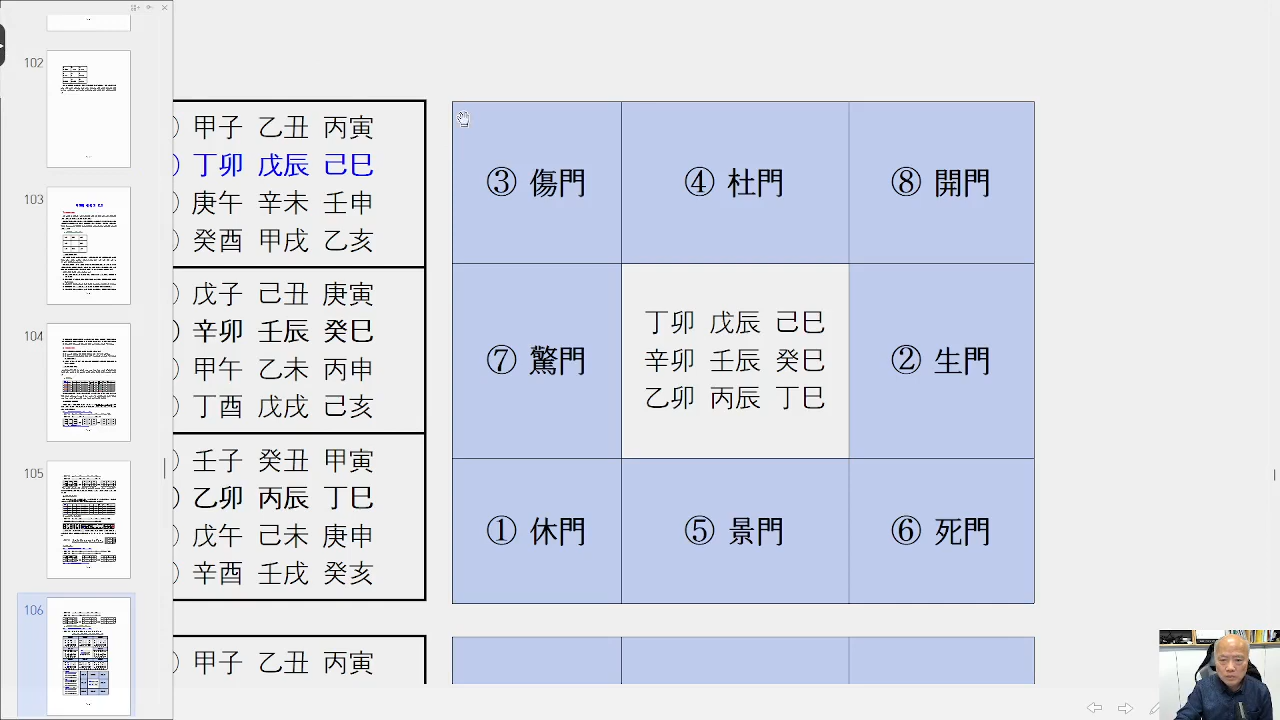 102
103
104
105
106
) 甲子 乙丑 丙寅
) 丁卯 戊辰 己巳
) 庚午 辛未 壬申
) 癸酉 甲戌 乙亥
) 戊子 己丑 庚寅
) 辛卯 壬辰 癸巳
) 甲午 乙未 丙申
) 丁酉 戊戌 己亥
) 壬子 癸丑 甲寅
) 乙卯 丙辰 丁巳
) 戊午 己未 庚申
) 辛酉 壬戌 癸亥
) 甲子 乙丑 丙寅
③ 傷門
④ 杜門
⑧ 開門
⑦ 驚門
丁卯 戊辰 己巳
辛卯 壬辰 癸巳
乙卯 丙辰 丁巳
② 生門
① 休門
⑤ 景門
⑥ 死門